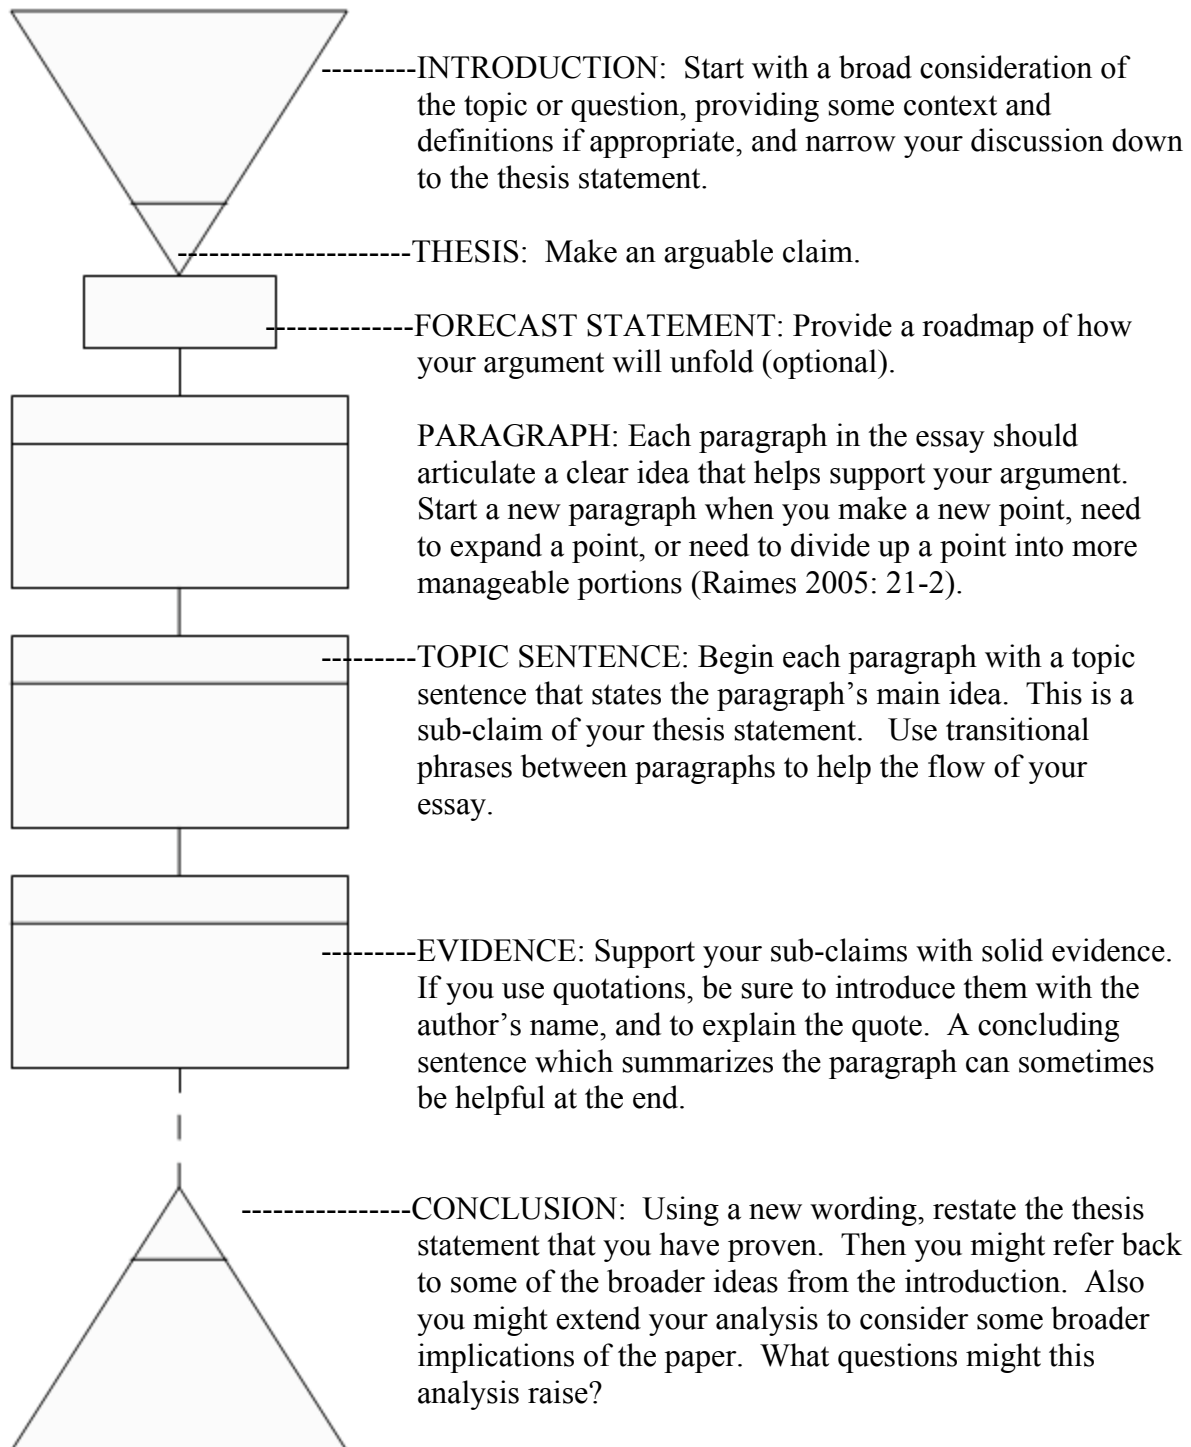 ---------INTRODUCTION:  Start with a broad consideration of
the topic or question, providing some context and
definitions if appropriate, and narrow your discussion down
to the thesis statement.
----------------------THESIS:  Make an arguable claim.
--------------FORECAST STATEMENT: Provide a roadmap of how
your argument will unfold (optional).
PARAGRAPH: Each paragraph in the essay should
articulate a clear idea that helps support your argument.
Start a new paragraph when you make a new point, need
to expand a point, or need to divide up a point into more
manageable portions (Raimes 2005: 21-2).
---------TOPIC SENTENCE: Begin each paragraph with a topic
sentence that states the paragraph’s main idea.  This is a
sub-claim of your thesis statement.   Use transitional
phrases between paragraphs to help the flow of your
essay.
---------EVIDENCE: Support your sub-claims with solid evidence.
If you use quotations, be sure to introduce them with the
author’s name, and to explain the quote.  A concluding
sentence which summarizes the paragraph can sometimes
be helpful at the end.
----------------CONCLUSION:  Using a new wording, restate the thesis
statement that you have proven.  Then you might refer back
to some of the broader ideas from the introduction.  Also
you might extend your analysis to consider some broader
implications of the paper.  What questions might this
analysis raise?